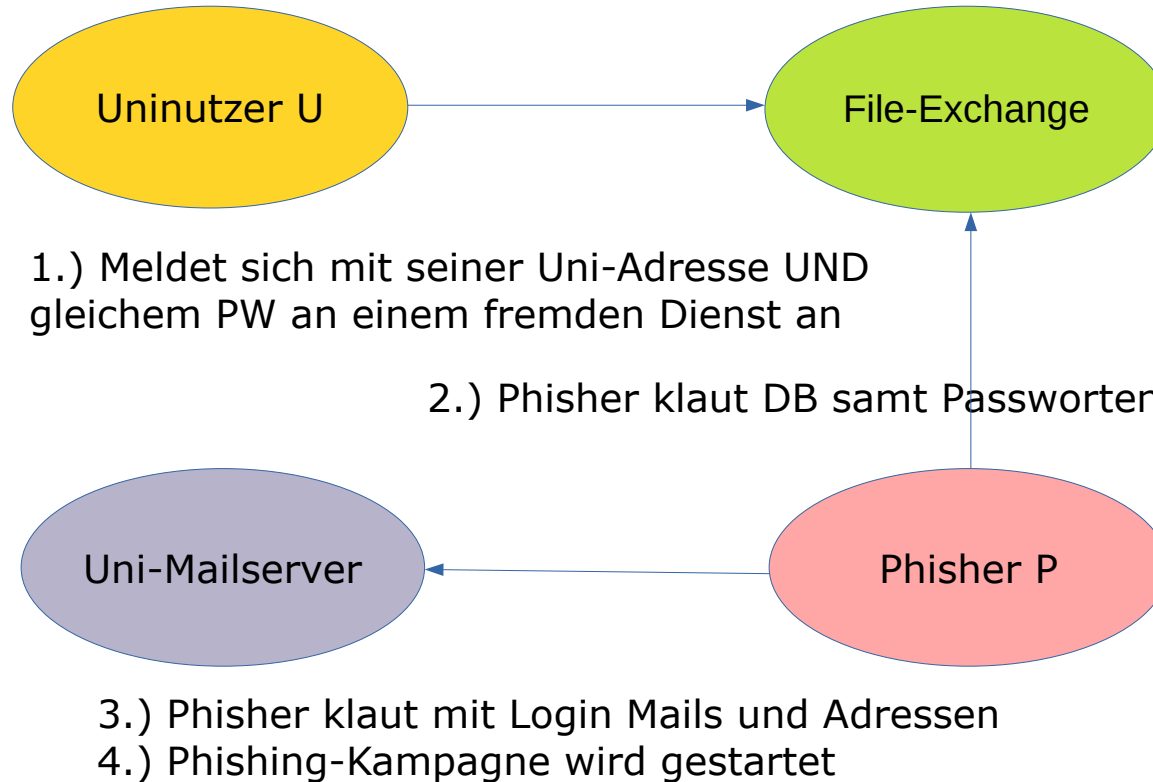 Uninutzer U
File-Exchange
1.) Meldet sich mit seiner Uni-Adresse UND
gleichem PW an einem fremden Dienst an
2.) Phisher klaut DB samt Passworten
Uni-Mailserver
Phisher P
3.) Phisher klaut mit Login Mails und Adressen
4.) Phishing-Kampagne wird gestartet